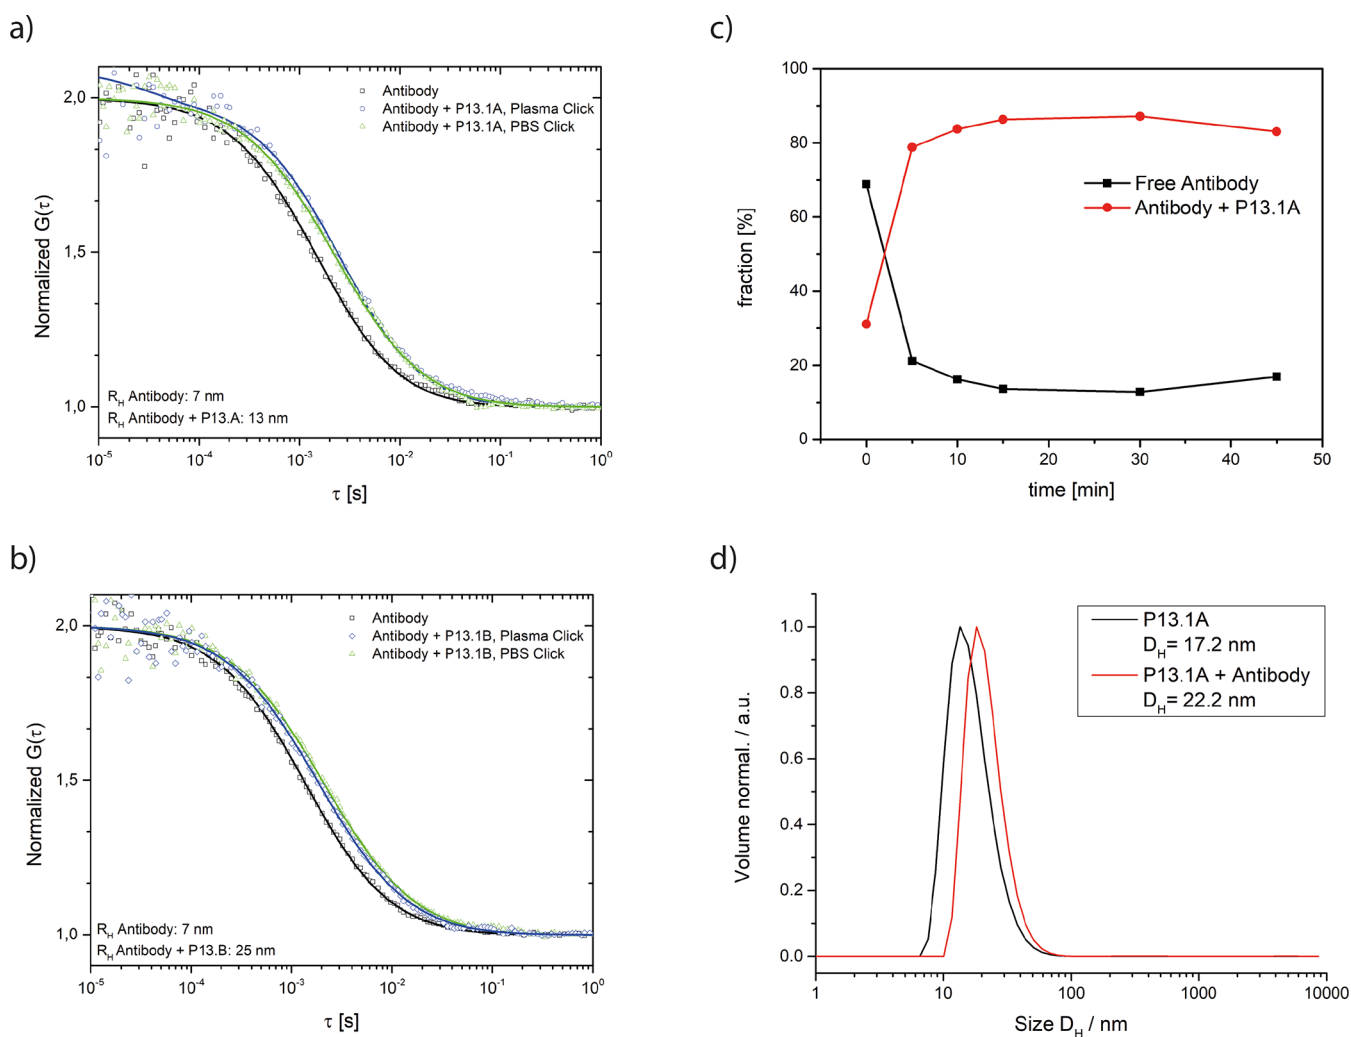 a)
2,0
1,5
1,0
Normalized G(τ)
Antibody
Antibody + P13.1A, Plasma Click
Antibody + P13.1A, PBS Click
R_H Antibody: 7 nm
R_H Antibody + P13.A: 13 nm
10^-5 10^-4 10^-3 10^-2 10^-1 10^0
τ [s]
c)
100
80
60
40
20
0
fraction [%]
Free Antibody
Antibody + P13.1A
0 10 20 30 40 50
time [min]
b)
2,0
1,5
1,0
Normalized G(τ)
Antibody
Antibody + P13.1B, Plasma Click
Antibody + P13.1B, PBS Click
R_H Antibody: 7 nm
R_H Antibody + P13.B: 25 nm
10^-5 10^-4 10^-3 10^-2 10^-1 10^0
τ [s]
d)
1.0
0.8
0.6
0.4
0.2
0.0
Volume normal. / a.u.
P13.1A
D_H= 17.2 nm
P13.1A + Antibody
D_H= 22.2 nm
1 10 100 1000 10000
Size D_H / nm